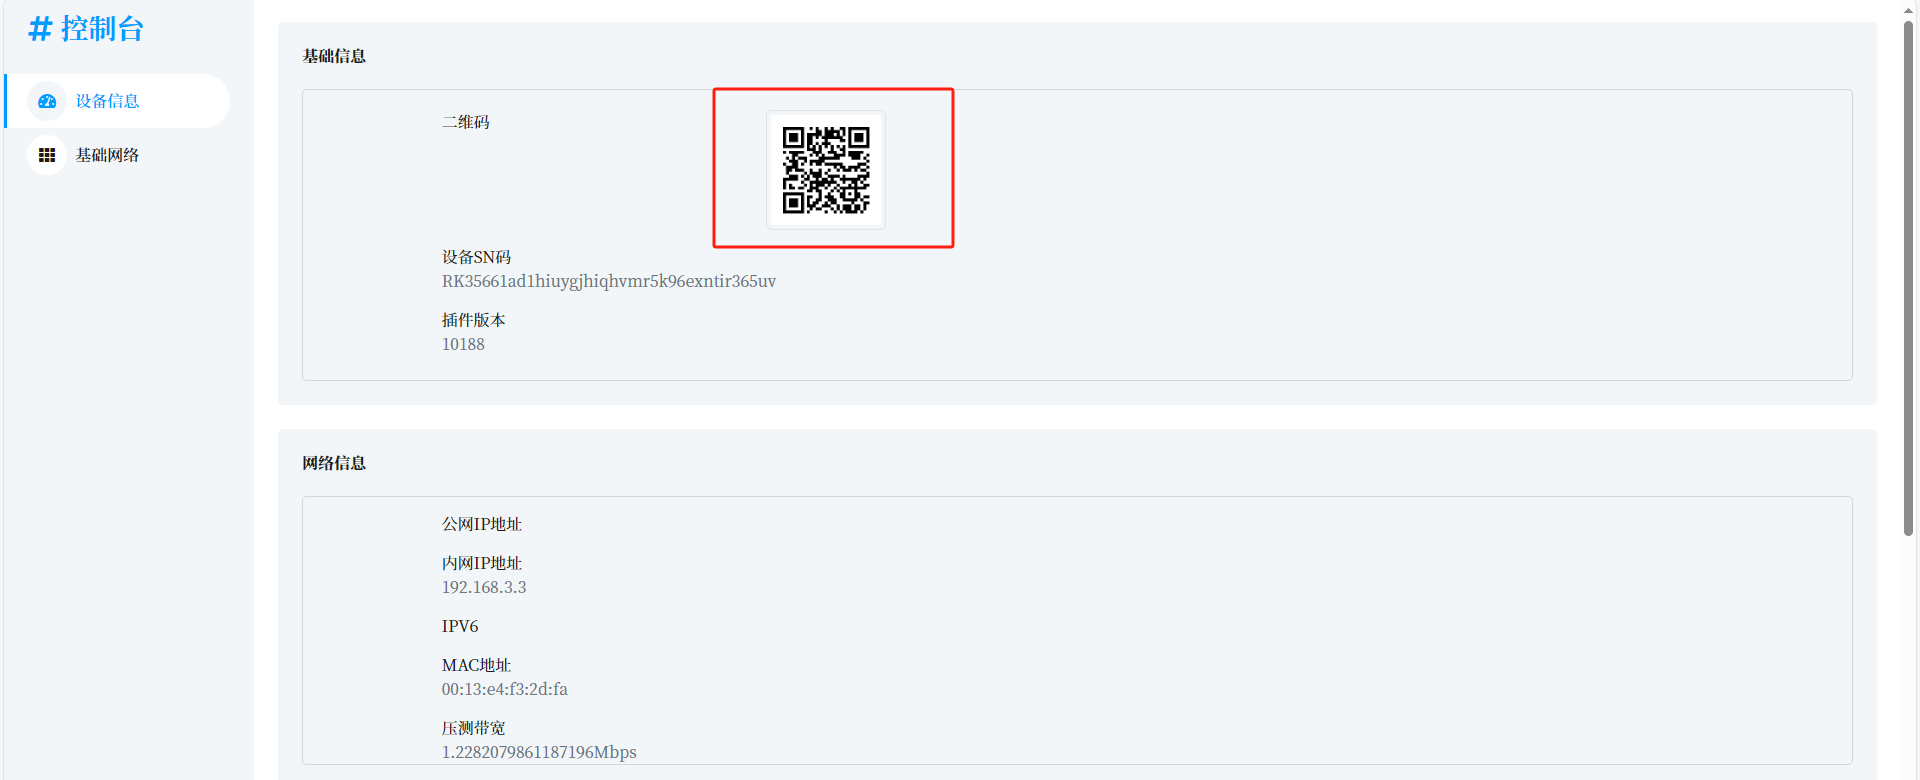 # 控制台
设备信息
基础网络
基础信息
二维码
设备SN码
RK35661ad1hiuygjhiqhvmr5k96exntir365uv
插件版本
10188
网络信息
公网IP地址
内网IP地址
192.168.3.3
IPV6
MAC地址
00:13:e4:f3:2d:fa
压测带宽
1.2282079861187196Mbps